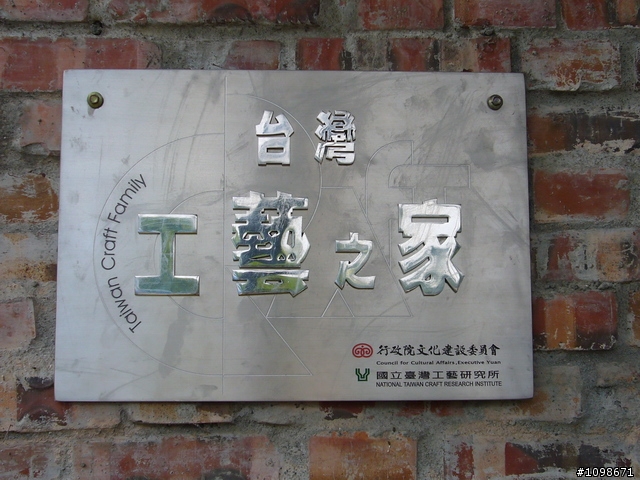 台灣
工藝之家
Taiwan Craft Family
行政院文化建設委員會
Council for Cultural Affairs, Executive Yuan
國立臺灣工藝研究所
NATIONAL TAIWAN CRAFT RESEARCH INSTITUTE
#1098671